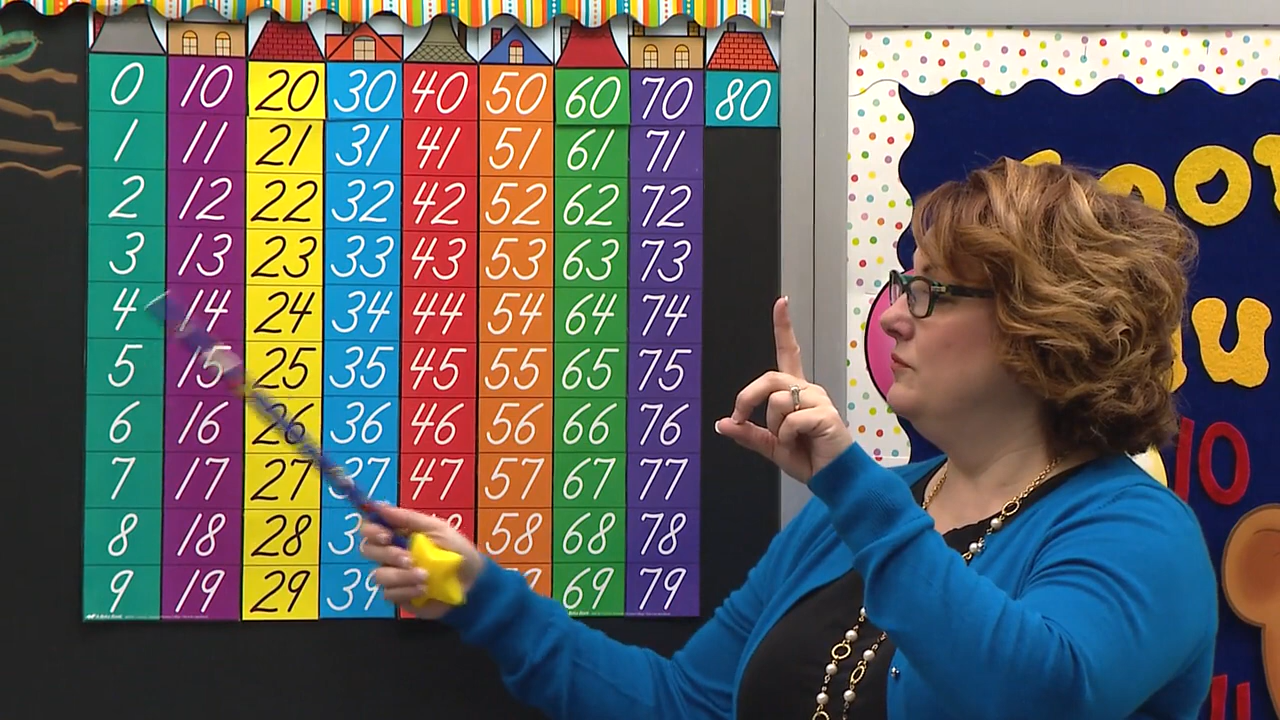 0 10 20 30 40 50 60 70 80
1 11 21 31 41 51 61 71
2 12 22 32 42 52 62 72
3 13 23 33 43 53 63 73
4 14 24 34 44 54 64 74
5 15 25 35 45 55 65 75
6 16 26 36 46 56 66 76
7 17 27 37 47 57 67 77
8 18 28 58 68 78
9 19 29 39 69 79
10